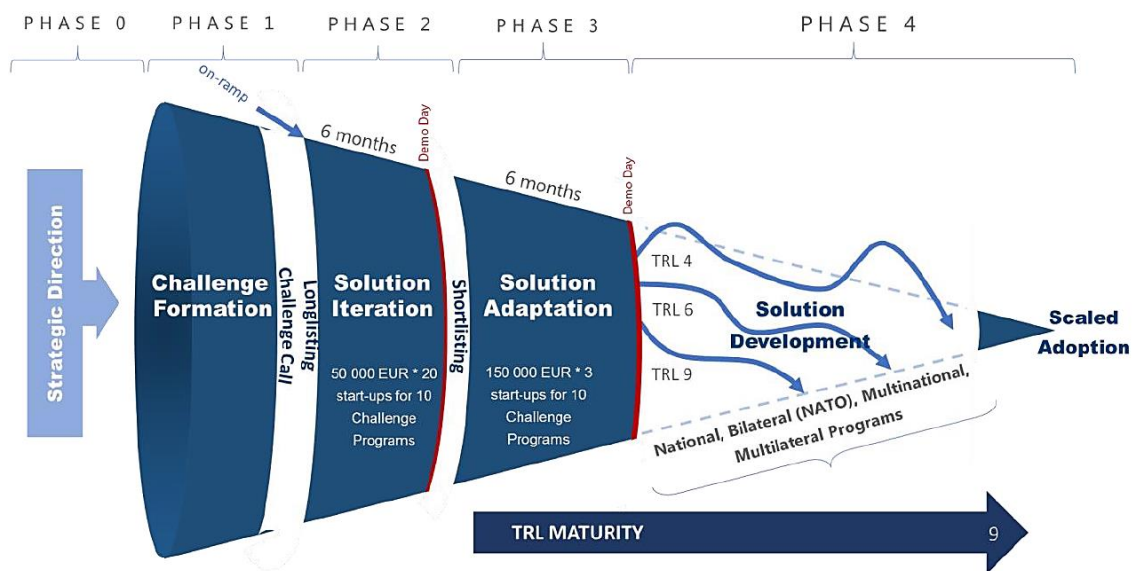 PHASE 0
PHASE 1
PHASE 2
PHASE 3
PHASE 4
on-ramp
6 months
Demo Day
6 months
Demo Day
Strategic Direction
Challenge
Formation
Challenge Call
Longlisting
Solution
Iteration
50 000 EUR * 20
start-ups for 10
Challenge
Programs
Shortlisting
Solution
Adaptation
150 000 EUR * 3
start-ups for 10
Challenge
Programs
TRL 4
TRL 6
TRL 9
Solution
Development
Scaled
Adoption
National, Bilateral (NATO), Multinational,
Multilateral Programs
TRL MATURITY
9